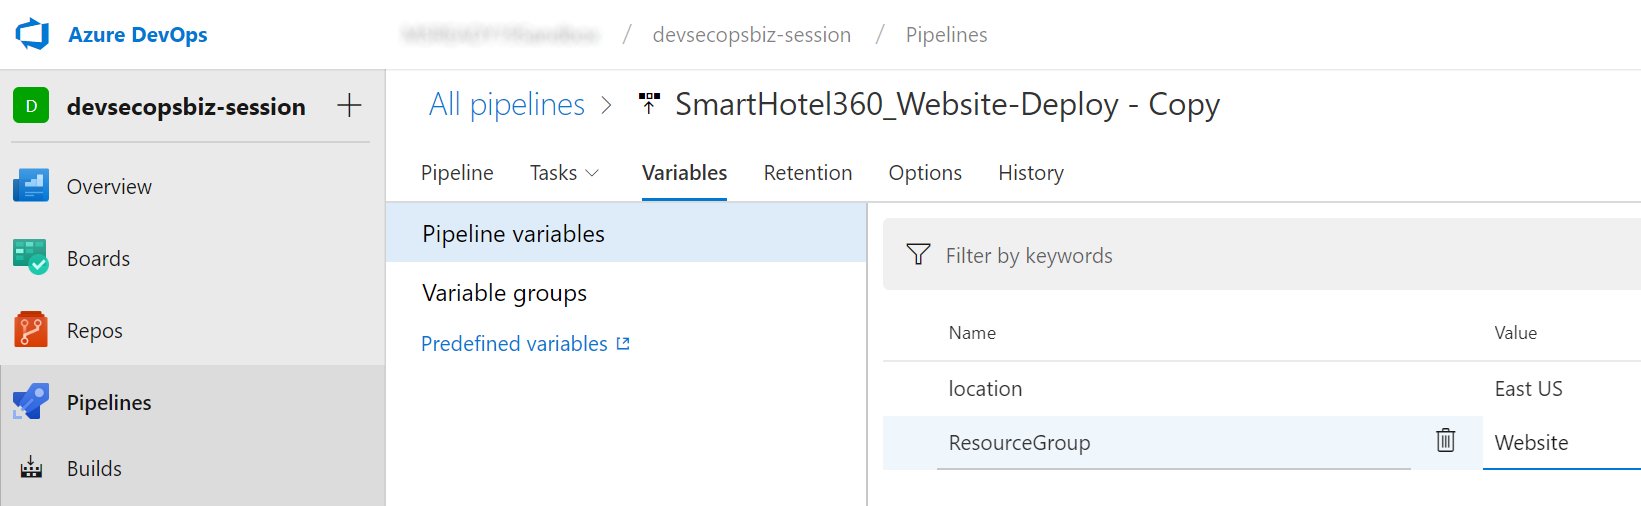 Azure DevOps
/ devsecopsbiz-session / Pipelines
D devsecopsbiz-session +
All pipelines > SmartHotel360_Website-Deploy - Copy
Pipeline Tasks Variables Retention Options History
Overview
Boards
Repos
Pipelines
Builds
Pipeline variables
Variable groups
Predefined variables
Filter by keywords
Name Value
location East US
ResourceGroup Website